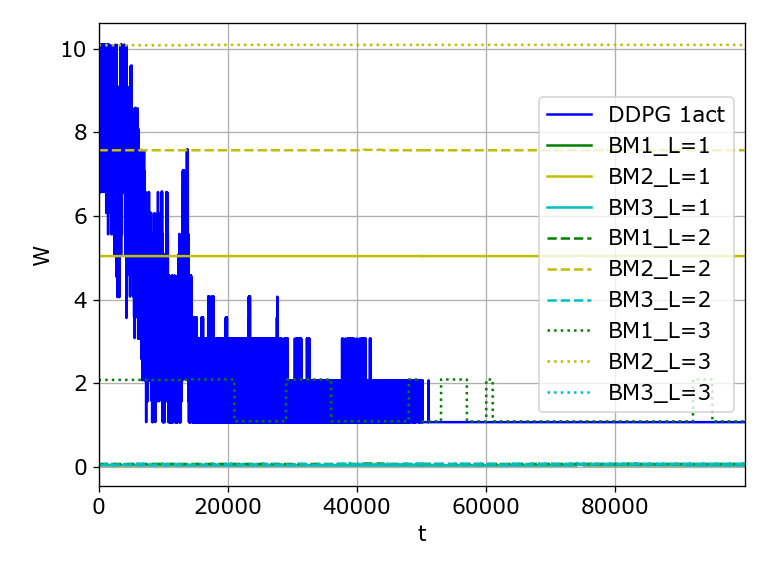 10
8
6
4
2
0
W
0
20000
40000
60000
80000
t
DDPG 1act
BM1_L=1
BM2_L=1
BM3_L=1
BM1_L=2
BM2_L=2
BM3_L=2
BM1_L=3
BM2_L=3
BM3_L=3